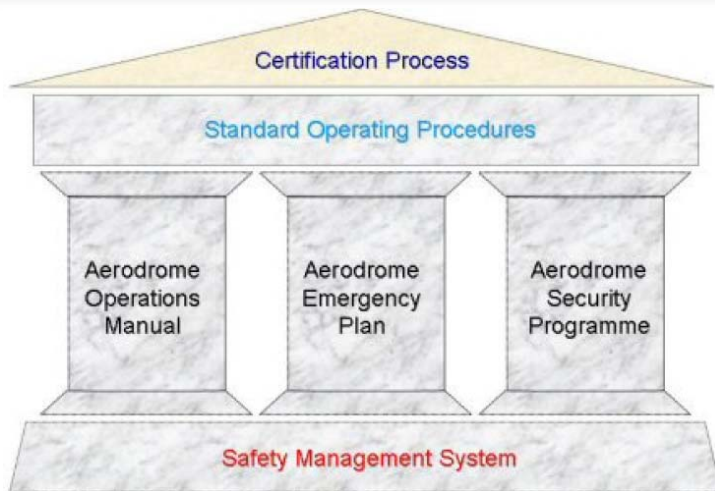 Certification Process
Standard Operating Procedures
Aerodrome
Operations
Manual
Aerodrome
Emergency
Plan
Aerodrome
Security
Programme
Safety Management System